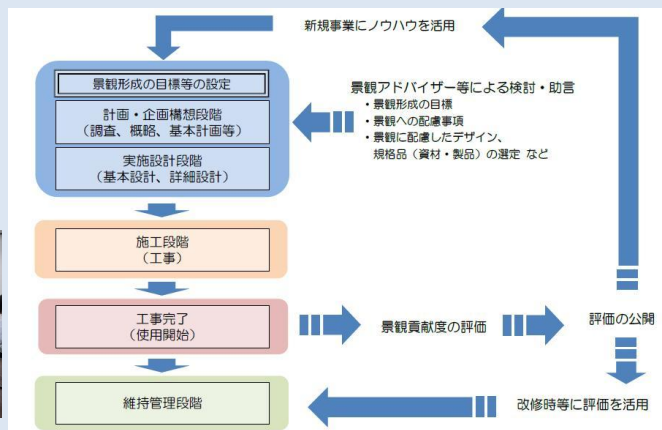 新規事業にノウハウを活用
景観形成の目標等の設定
計画・企画構想段階
(調査、概略、基本計画等)
実施設計段階
(基本設計、詳細設計)
景観アドバイザー等による検討・助言
・景観形成の目標
・景観への配慮事項
・景観に配慮したデザイン、
規格品(資材・製品)の選定 など
施工段階
(工事)
工事完了
(使用開始)
景観貢献度の評価
評価の公開
維持管理段階
改修時等に評価を活用